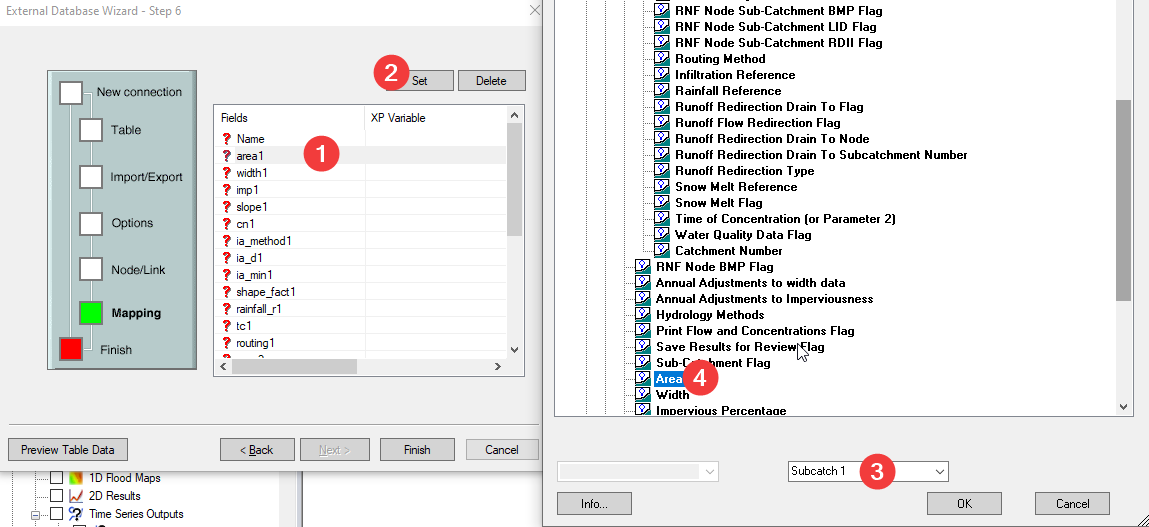 External Database Wizard - Step 6
New connection
Table
Import/Export
Options
Node/Link
Mapping
Finish
2
Set
Delete
Fields
XP Variable
Name
area1
1
width1
imp1
slope1
cn1
ia_method1
ia_d1
ia_min1
shape_fact1
rainfall_r1
tc1
routing1
Preview Table Data
< Back
Next >
Finish
Cancel
1D Flood Maps
2D Results
Time Series Outputs
RNF Node Sub-Catchment BMP Flag
RNF Node Sub-Catchment LID Flag
RNF Node Sub-Catchment RDII Flag
Routing Method
Infiltration Reference
Rainfall Reference
Runoff Redirection Drain To Flag
Runoff Flow Redirection Flag
Runoff Redirection Drain To Node
Runoff Redirection Drain To Subcatchment Number
Runoff Redirection Type
Snow Melt Reference
Snow Melt Flag
Time of Concentration (or Parameter 2)
Water Quality Data Flag
Catchment Number
RNF Node BMP Flag
Annual Adjustments to width data
Annual Adjustments to Imperviousness
Hydrology Methods
Print Flow and Concentrations Flag
Save Results for Review Flag
Sub-Catchment Flag
Area
4
Width
Impervious Percentage
Subcatch 1
3
Info...
OK
Cancel